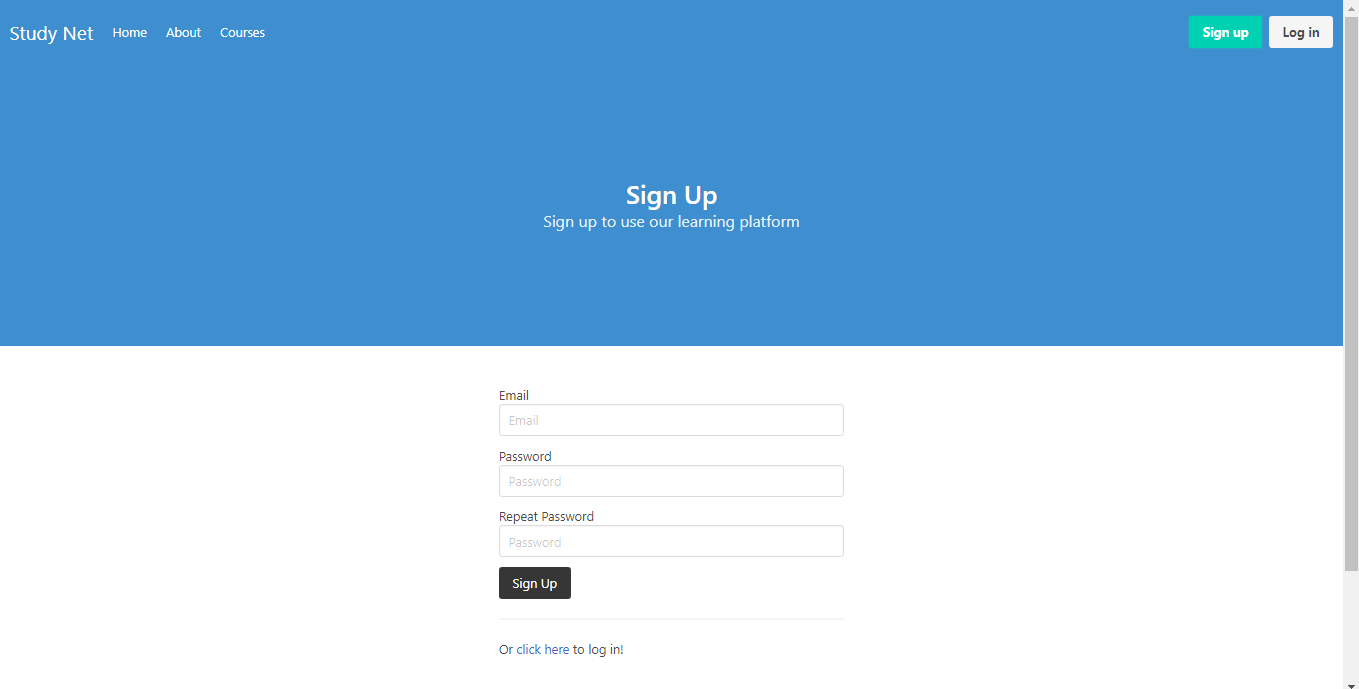 Study Net Home About Courses Sign up Log in
Sign Up
Sign up to use our learning platform
Email
Email
Password
Password
Repeat Password
Password
Sign Up
Or click here to log in!